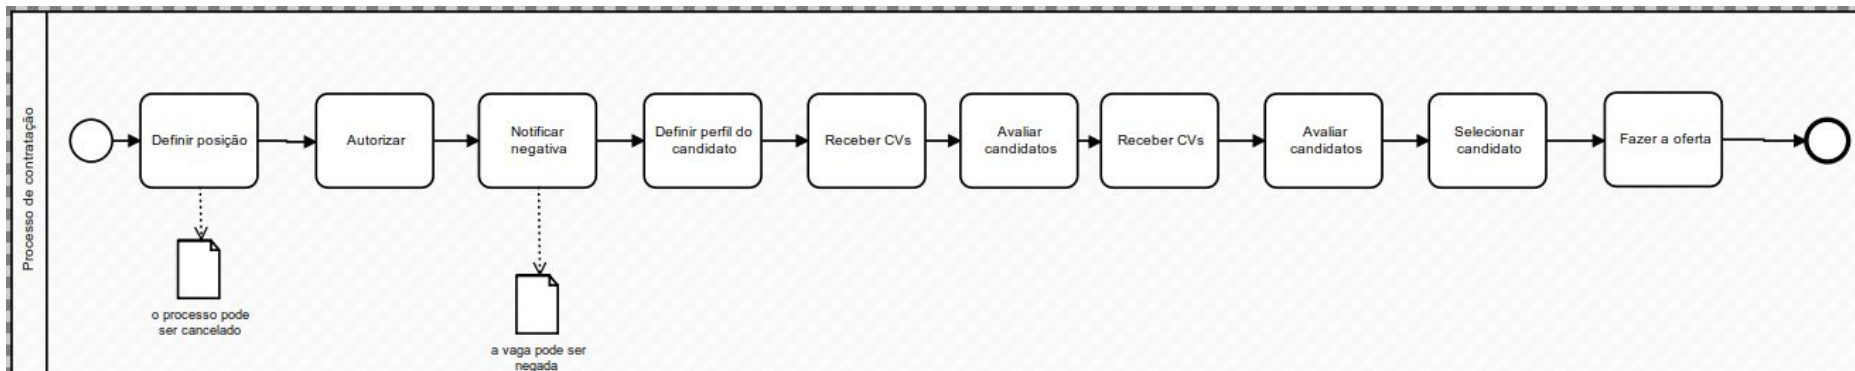 Processo de contratação
Definir posição
Autorizar
Notificar
negativa
Definir perfil do
candidato
Receber CVs
Avaliar
candidatos
Receber CVs
Avaliar
candidatos
Selecionar
candidato
Fazer a oferta
o processo pode
ser cancelado
a vaga pode ser
negada